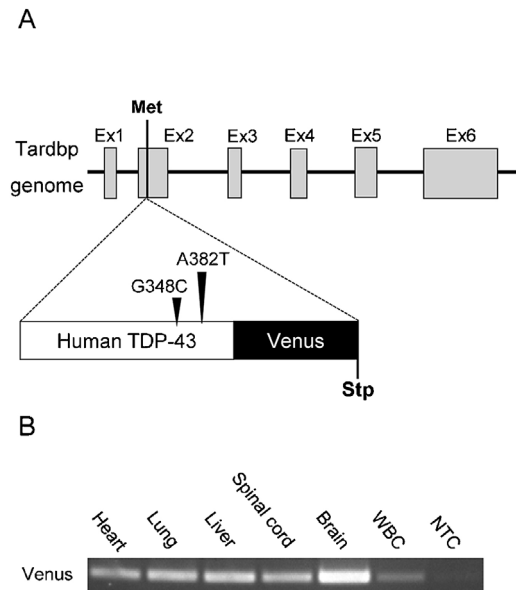 A
Met
Ex1 Ex2 Ex3 Ex4 Ex5 Ex6
Tardbp
genome
A382T
G348C
Human TDP-43 Venus
Stp
B
Heart Lung Liver Spinal cord Brain WBC NTC
Venus